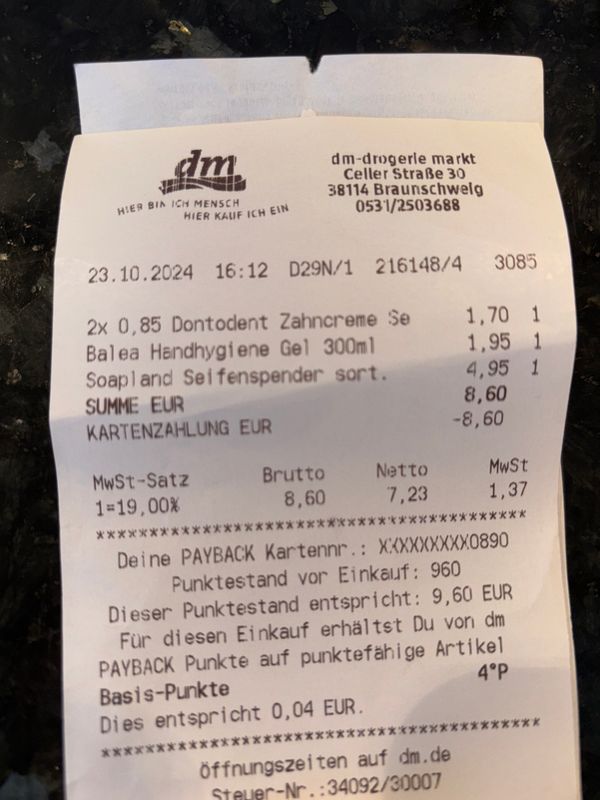 dm
HIER BIN ICH MENSCH
HIER KAUF ICH EIN
dm-drogerie markt
Celler Straße 30
38114 Braunschweig
0531/2503688
23.10.2024 16:12 D29N/1 216148/4 3085
2x 0,85 Dontodent Zahncreme Se 1,70 1
Balea Handhygiene Gel 300ml 1,95 1
Soapland Seifenspender sort. 4,95 1
SUMME EUR 8,60
KARTENZAHLUNG EUR -8,60
MwSt-Satz Brutto Netto MwSt
1=19,00% 8,60 7,23 1,37
****************************************
Deine PAYBACK Kartennr.: XXXXXXXXX0890
Punktestand vor Einkauf: 960
Dieser Punktestand entspricht: 9,60 EUR
Für diesen Einkauf erhältst Du von dm
PAYBACK Punkte auf punktefähige Artikel
Basis-Punkte 4°P
Dies entspricht 0,04 EUR.
****************************************
Öffnungszeiten auf dm.de
Steuer-Nr.:34092/30007